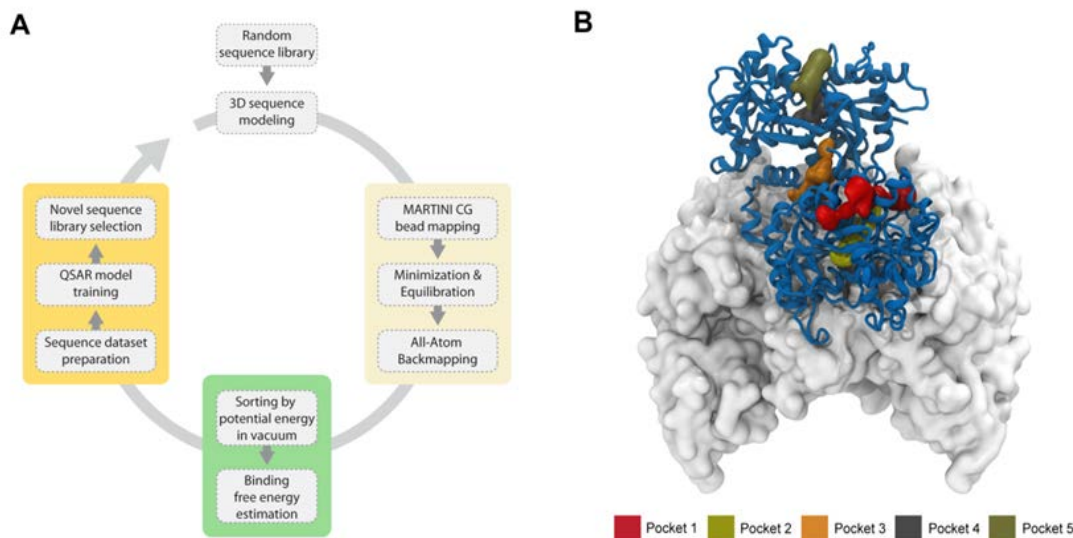 A
Random
sequence library
3D sequence
modeling
MARTINI CG
bead mapping
Minimization &
Equilibration
All-Atom
Backmapping
Sorting by
potential energy
in vacuum
Binding
free energy
estimation
Sequence dataset
preparation
QSAR model
training
Novel sequence
library selection
B
Pocket 1
Pocket 2
Pocket 3
Pocket 4
Pocket 5